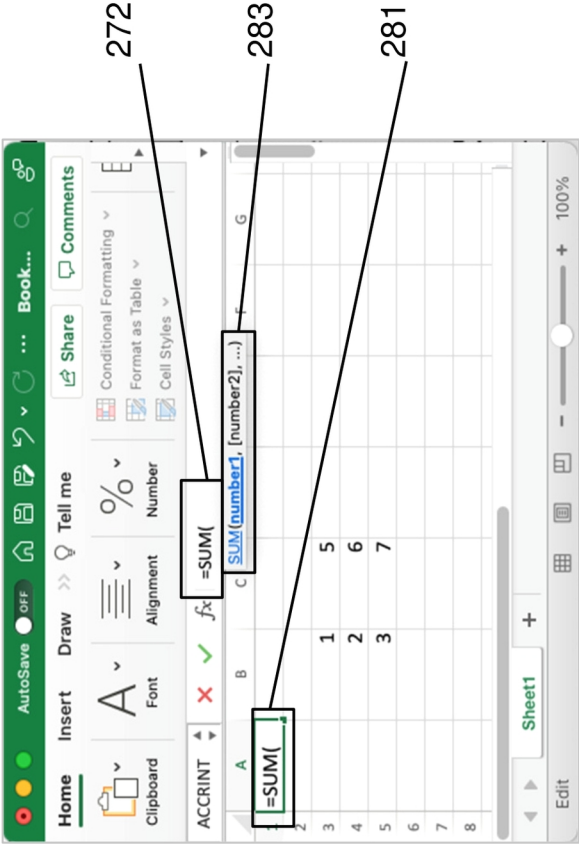 272
283
281
AutoSave OFF ... Book...
Home Insert Draw >> Tell me Share Comments
Clipboard Font Alignment Number
A % Conditional Formatting
Format as Table
Cell Styles
ACCRINT fx =SUM(
SUM(number1, [number2], ...)
A B C F G
1 =SUM(
3 1 5
4 2 6
5 3 7
6
7
8
Sheet1 +
Edit - + 100%